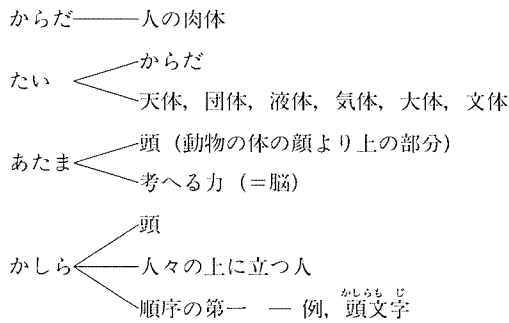 からだ 人の肉体
たい からだ
天体, 団体, 液体, 気体, 大体, 文体
あたま 頭 (動物の体の顔より上の部分)
考へる力 (=脳)
かしら 頭
人々の上に立つ人
順序の第一 — 例, 頭文字
かしらもじ